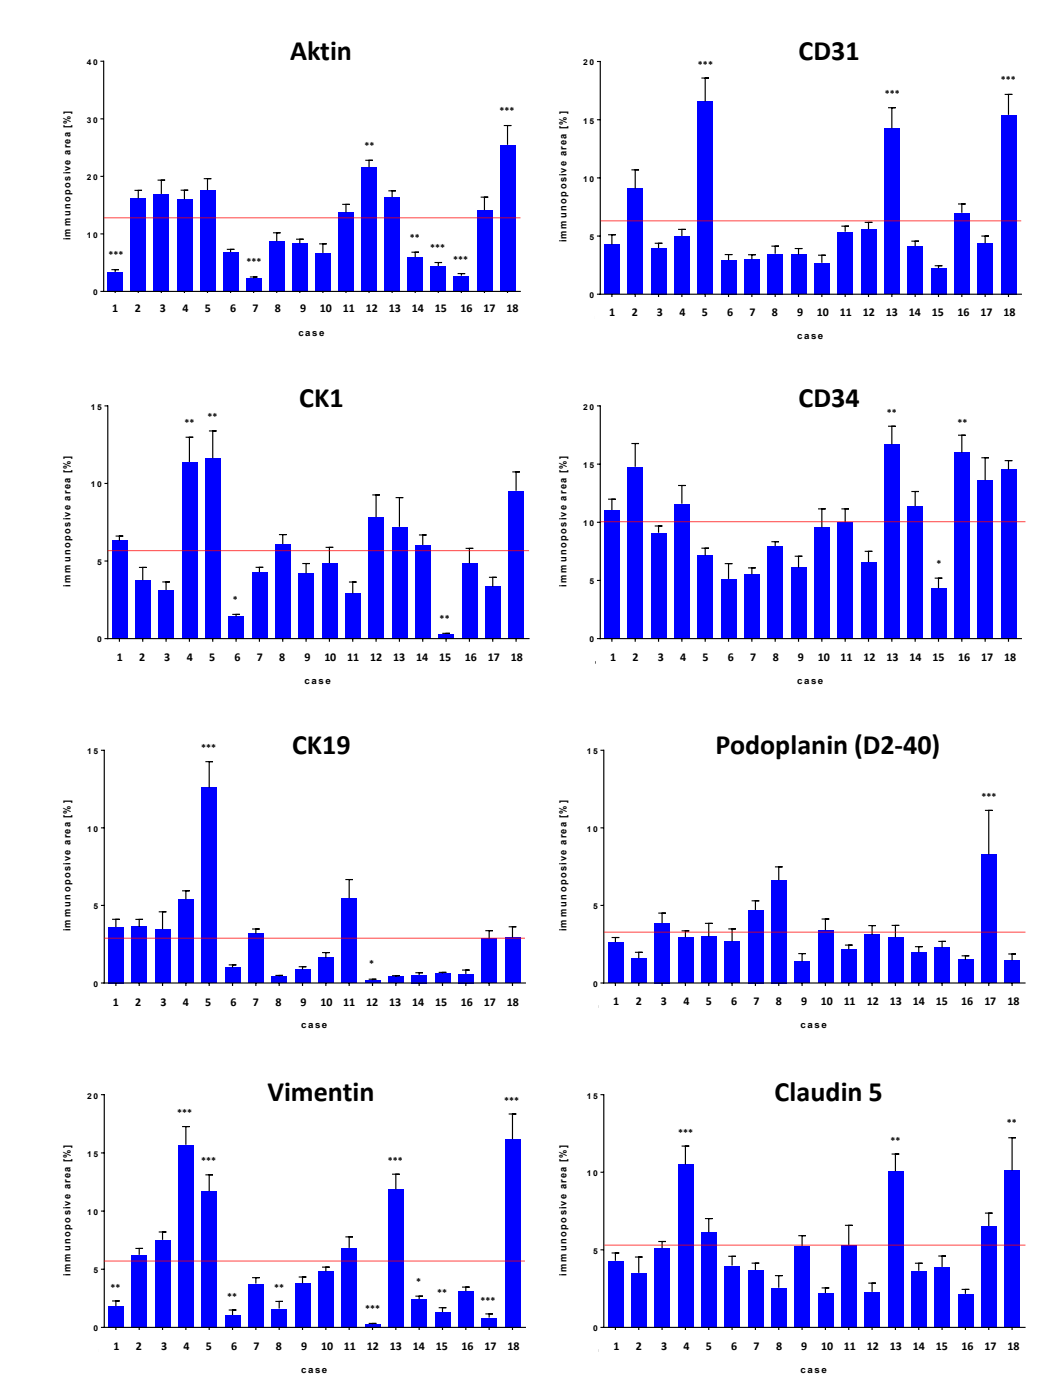 Aktin
immunoposive area [%]
40
30
20
10
0
*** *** ** ** *** *** ***
1 2 3 4 5 6 7 8 9 10 11 12 13 14 15 16 17 18
case
CD31
immunoposive area [%]
20
15
10
5
0
*** *** ***
1 2 3 4 5 6 7 8 9 10 11 12 13 14 15 16 17 18
case
CK1
immunoposive area [%]
15
10
5
0
** ** * **
1 2 3 4 5 6 7 8 9 10 11 12 13 14 15 16 17 18
case
CD34
immunoposive area [%]
20
15
10
5
0
** * **
1 2 3 4 5 6 7 8 9 10 11 12 13 14 15 16 17 18
case
CK19
immunoposive area [%]
15
10
5
0
*** *
1 2 3 4 5 6 7 8 9 10 11 12 13 14 15 16 17 18
case
Podoplanin (D2-40)
immunoposive area [%]
15
10
5
0
***
1 2 3 4 5 6 7 8 9 10 11 12 13 14 15 16 17 18
case
Vimentin
immunoposive area [%]
20
15
10
5
0
** *** *** ** ** *** *** * ** *** ***
1 2 3 4 5 6 7 8 9 10 11 12 13 14 15 16 17 18
case
Claudin 5
immunoposive area [%]
15
10
5
0
*** ** **
1 2 3 4 5 6 7 8 9 10 11 12 13 14 15 16 17 18
case